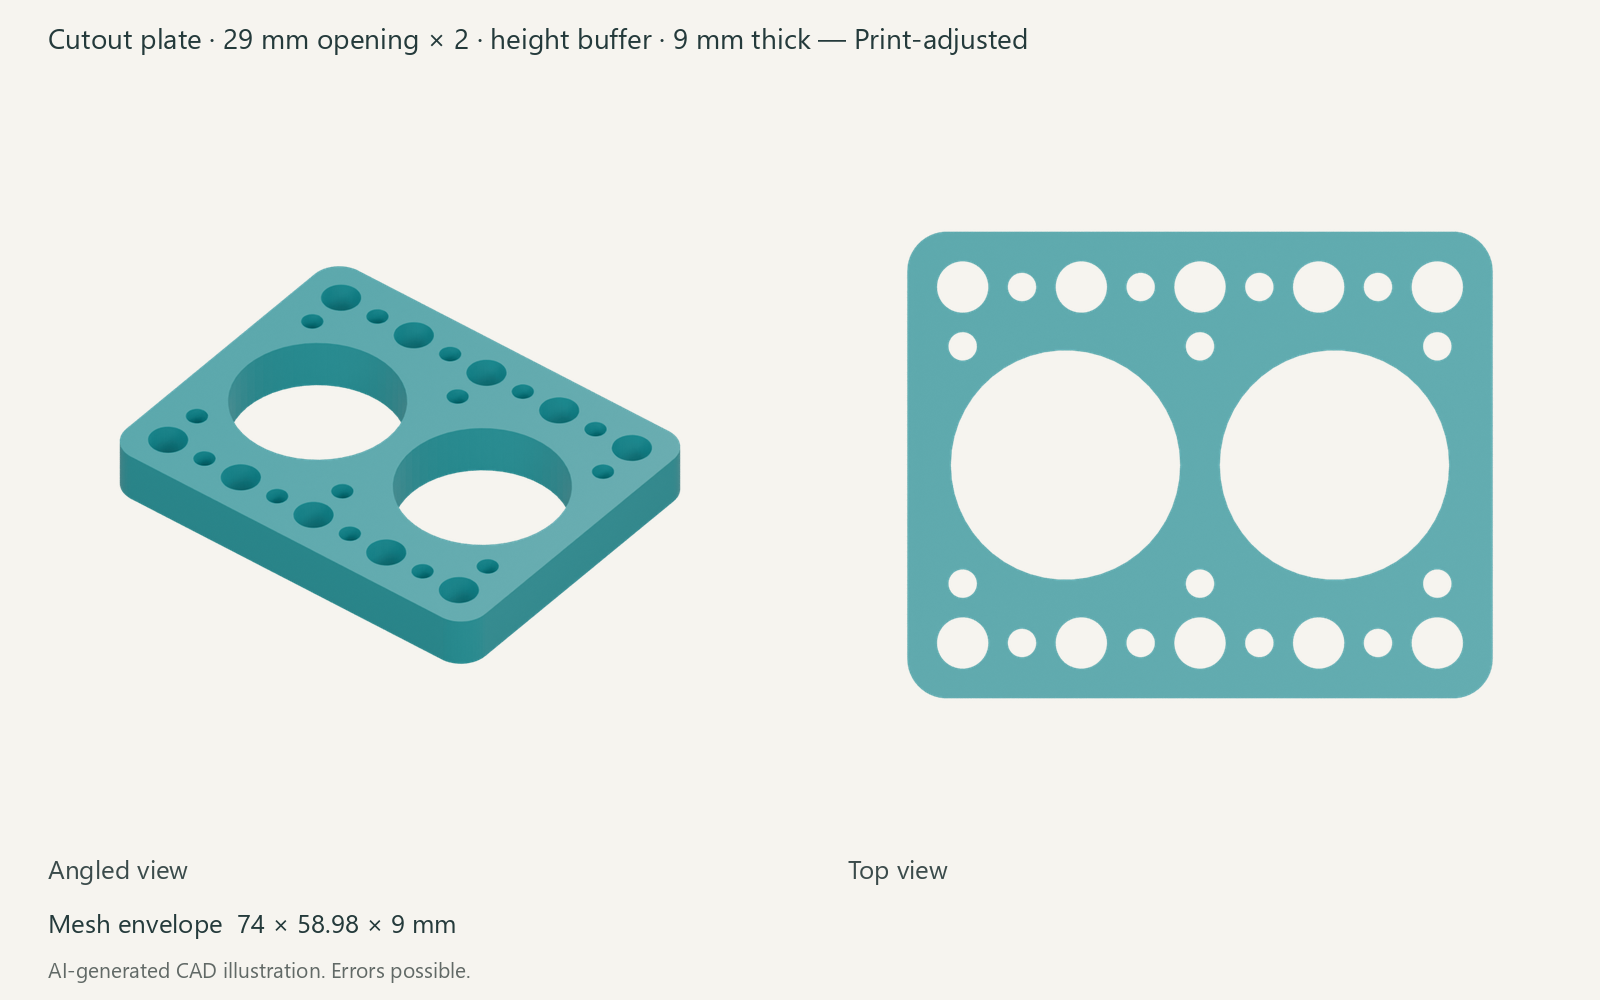 Cutout plate · 29 mm opening × 2 · height buffer · 9 mm thick — Print-adjusted
Angled view
Top view
Mesh envelope 74 × 58.98 × 9 mm
AI-generated CAD illustration. Errors possible.